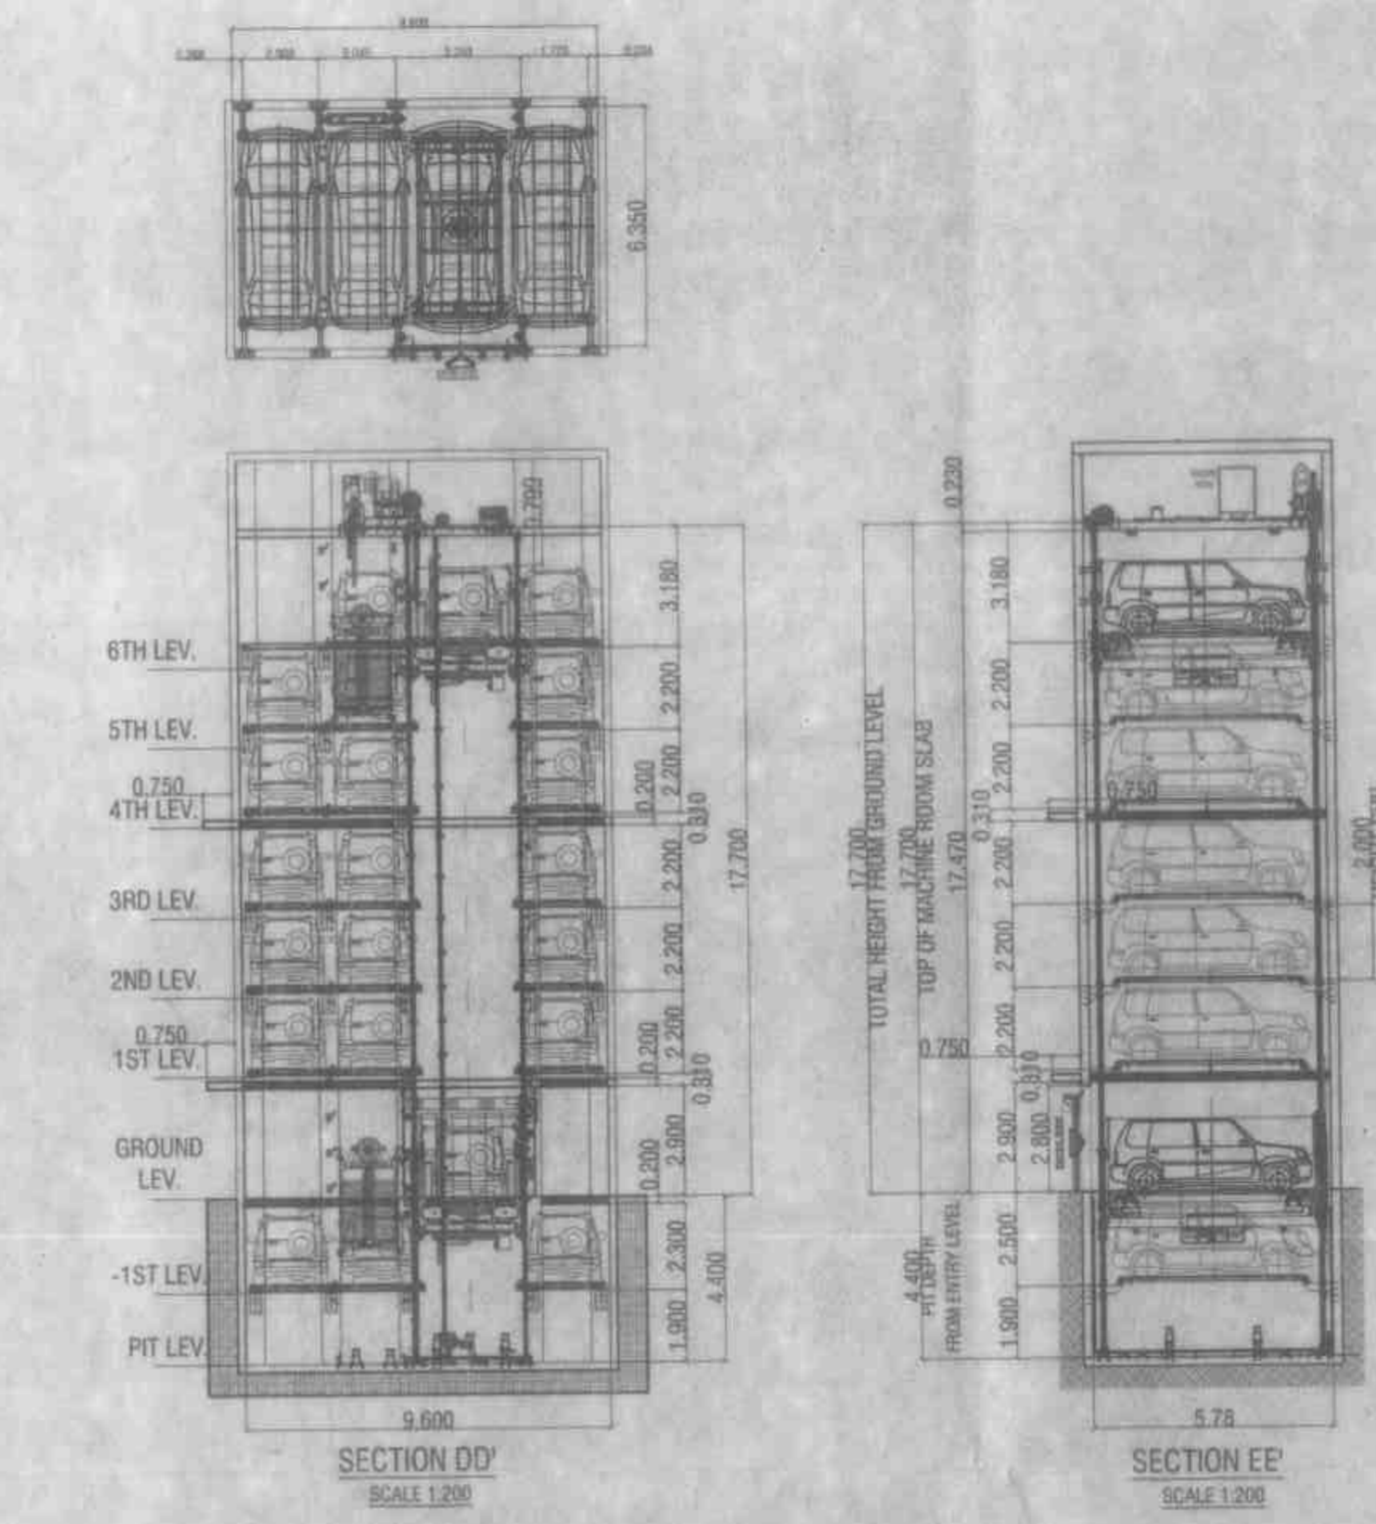 9.600
6.350
0.700
3.180
6TH LEV.
2.200
5TH LEV.
2.200
0.200
0.750
4TH LEV.
0.310
2.200
17.700
3RD LEV.
2.200
2ND LEV.
2.200
0.200
0.750
1ST LEV.
0.310
GROUND
LEV.
2.900
0.200
-1ST LEV.
2.300
4.400
PIT LEV.
1.900
9.600
SECTION DD'
SCALE 1:200
0.230
3.180
2.200
2.200
0.750
0.310
17.700
TOTAL HEIGHT FROM GROUND LEVEL
17.700
TOP OF MACHINE ROOM SLAB
17.470
2.200
2.000
2.200
2.200
0.750
0.310
2.900
2.800
4.400
PIT DEPTH
FROM ENTRY LEVEL
2.500
1.900
5.78
SECTION EE'
SCALE 1:200